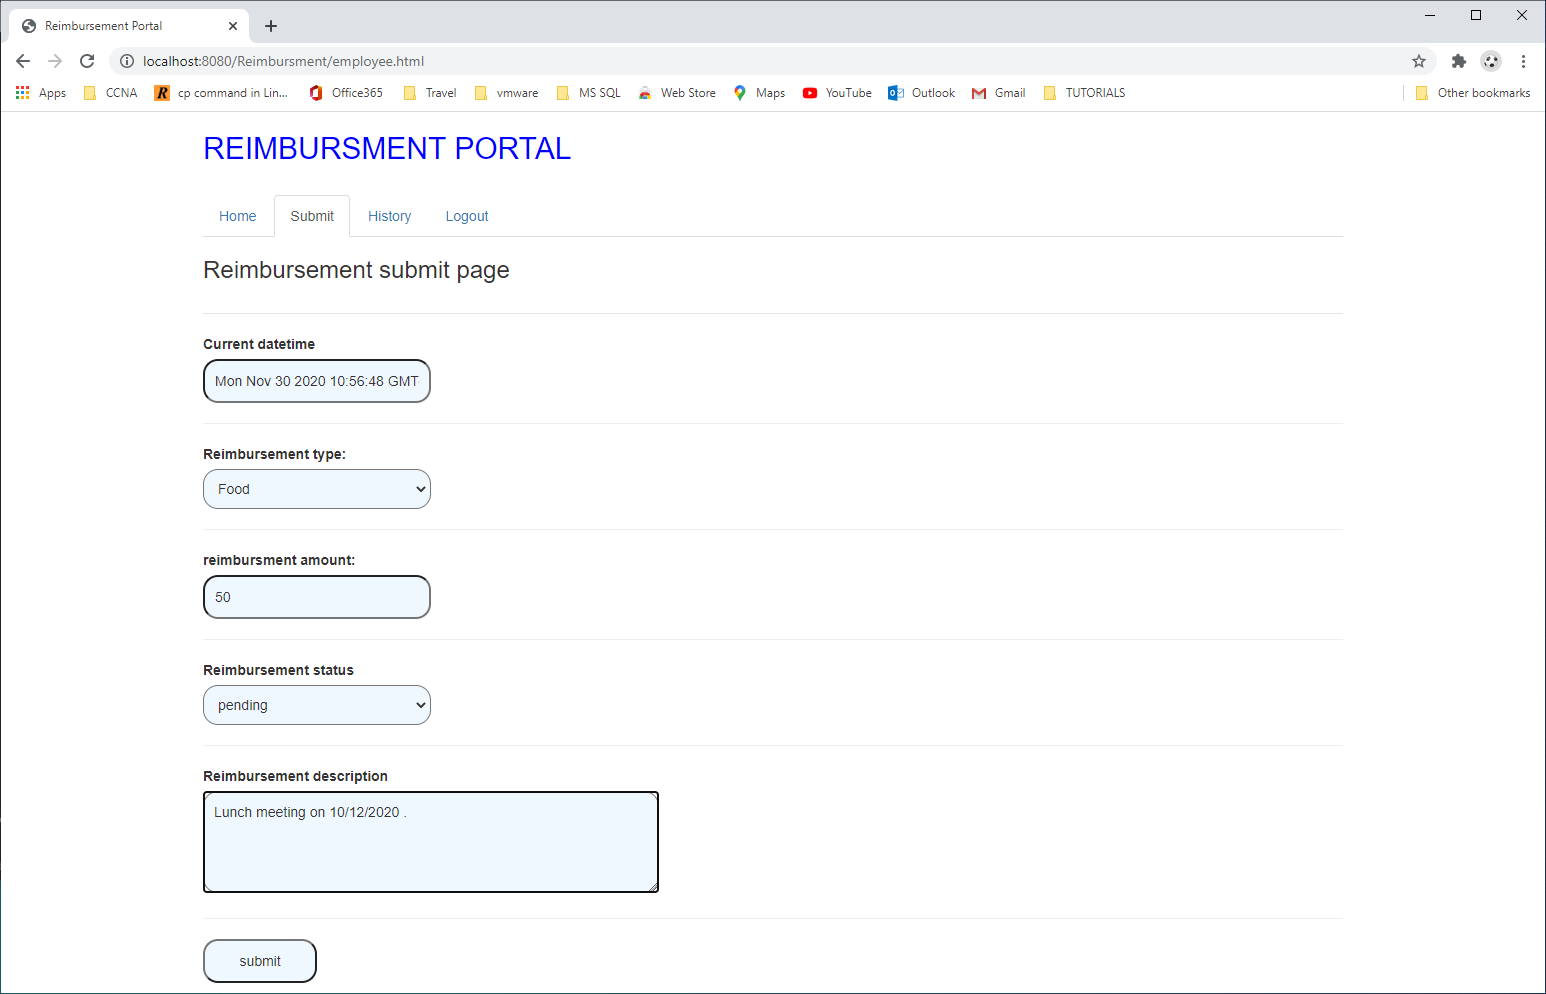 Reimbursement Portal
localhost:8080/Reimbursment/employee.html
Apps CCNA R cp command in Lin... Office365 Travel vmware MS SQL Web Store Maps YouTube Outlook Gmail TUTORIALS Other bookmarks
REIMBURSMENT PORTAL
Home Submit History Logout
Reimbursement submit page
Current datetime
Mon Nov 30 2020 10:56:48 GMT
Reimbursement type:
Food
reimbursment amount:
50
Reimbursement status
pending
Reimbursement description
Lunch meeting on 10/12/2020 .
submit